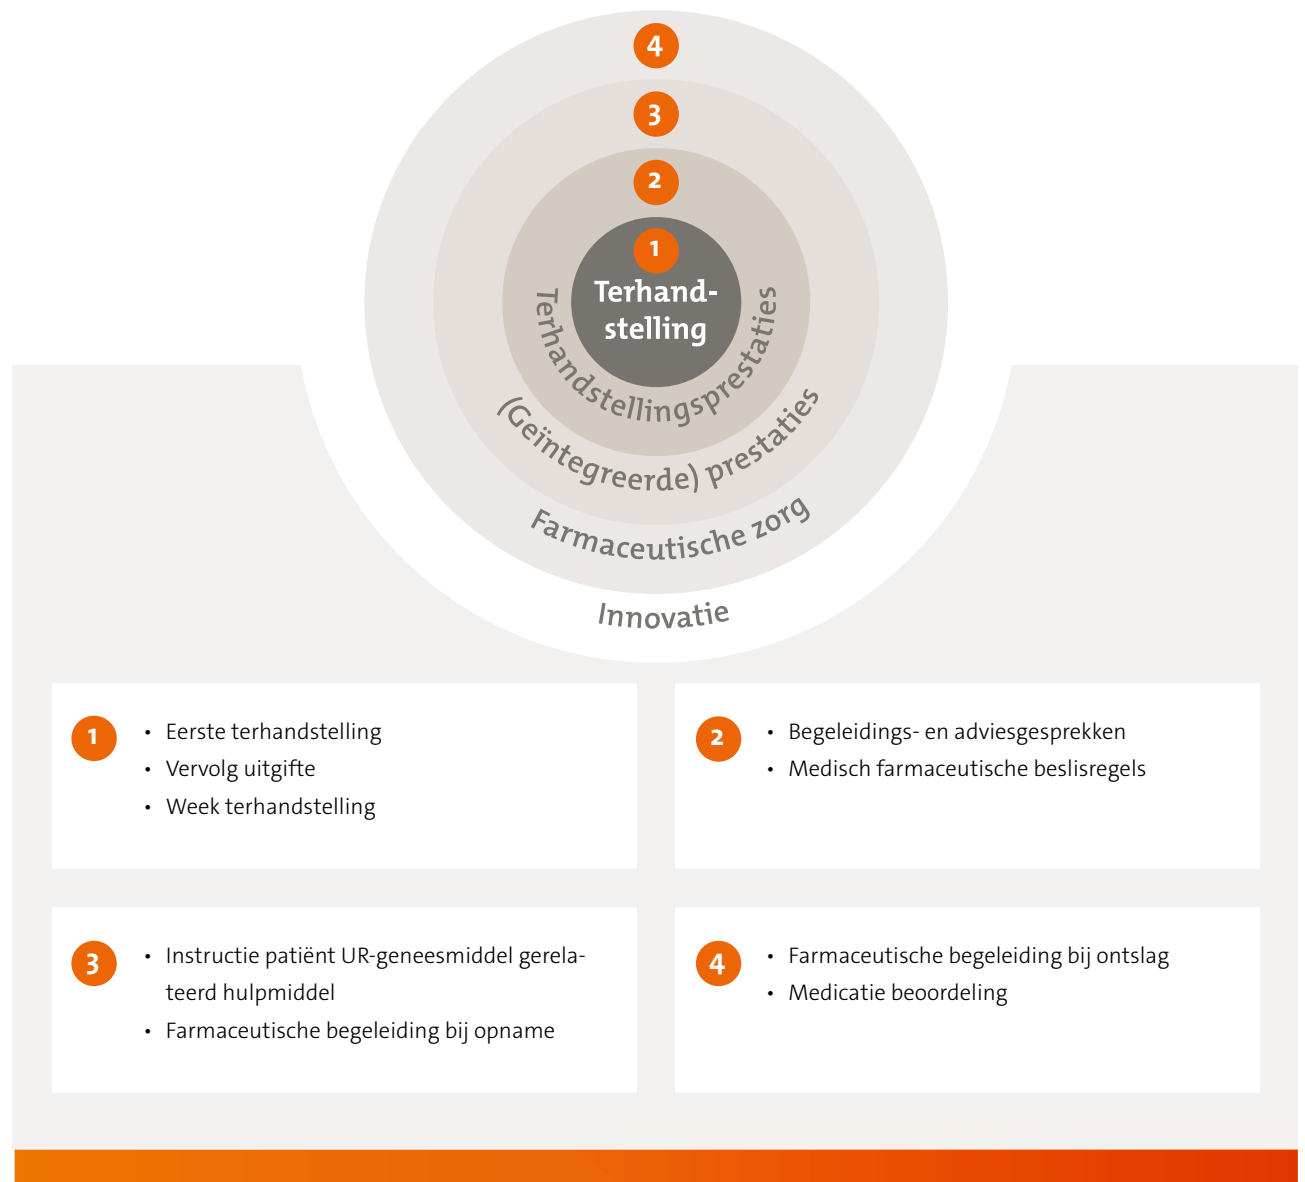 4
3
2
1
Terhand-
stelling
Terhandstellingsprestaties
(Geïntegreerde) prestaties
Farmaceutische zorg
Innovatie
1
• Eerste terhandstelling
• Vervolg uitgifte
• Week terhandstelling
2
• Begeleidings- en adviesgesprekken
• Medisch farmaceutische beslisregels
3
• Instructie patiënt UR-geneesmiddel gerela-
teerd hulpmiddel
• Farmaceutische begeleiding bij opname
4
• Farmaceutische begeleiding bij ontslag
• Medicatie beoordeling